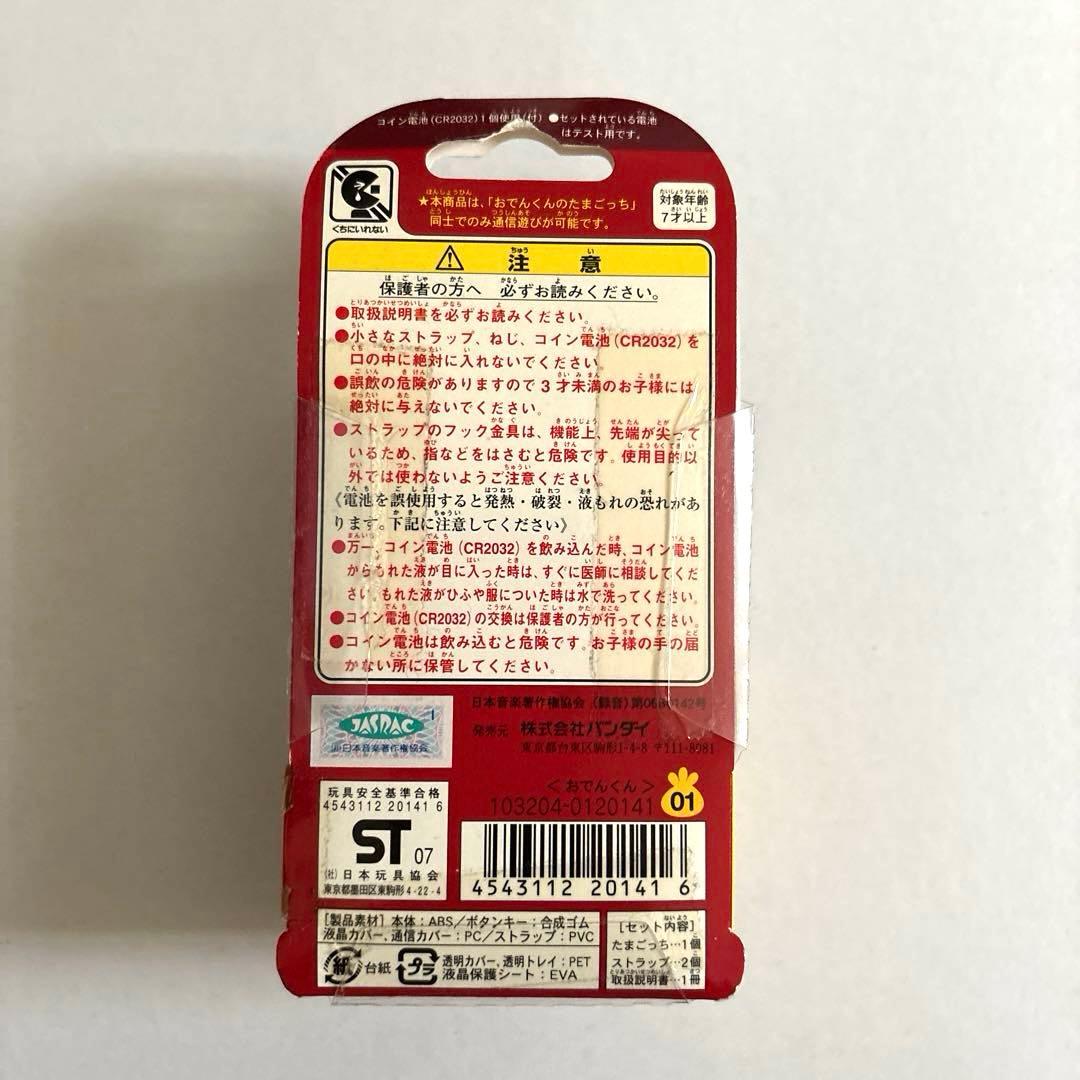 コイン電池(CR2032)1個使用(付) ●セットされている電池
はテスト用です。
くちにいれない
★本商品は、「おでんくんのたまごっち」
同士でのみ通信遊びが可能です。
対象年齢
7才以上
注意
保護者の方へ 必ずお読みください。
●取扱説明書を必ずお読みください。
●小さなストラップ、ねじ、コイン電池(CR2032)を
口の中に絶対に入れないでください。
●誤飲の危険がありますので3才未満のお子様には
絶対に与えないでください。
●ストラップのフック金具は、機能上、先端が尖って
いるため、指などをはさむと危険です。使用目的以
外では使わないようご注意ください。
《電池を誤使用すると発熱・破裂・液もれの恐れがあ
ります。下記に注意してください》
●万一、コイン電池(CR2032)を飲み込んだ時、コイン電池
からもれた液が目に入った時は、すぐに医師に相談してくだ
さい。もれた液がひふや服についた時は水で洗ってください。
●コイン電池(CR2032)の交換は保護者の方が行ってください。
●コイン電池は飲み込むと危険です。お子様の手の届
かない所に保管してください。
日本音楽著作権協会(録音)第0680142号
発売元 株式会社バンダイ
東京都台東区駒形1-4-8 〒111-8081
JASRAC
(社)日本音楽著作権協会
<おでんくん>
103204-0120141
01
玩具安全基準合格
4543112 20141 6
ST 07
(社)日本玩具協会
東京都墨田区東駒形4-22-4
4543112 201416
[製品素材]本体:ABS/ボタンキー:合成ゴム
液晶カバー、通信カバー:PC/ストラップ:PVC
紙 台紙
プラ 透明カバー、透明トレイ:PET
液晶保護シート:EVA
[セット内容]
たまごっち…1個
ストラップ…2個
取扱説明書…1冊